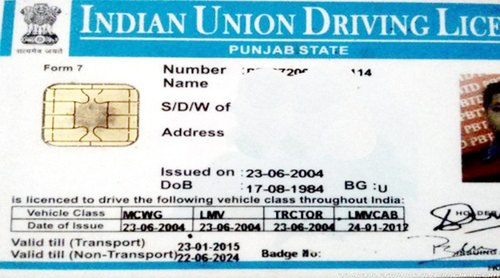 INDIAN UNION DRIVING LICE
PUNJAB STATE
सत्यमेव जयते
Form 7
Number : 114
Name
S/D/W of
Address
Issued on :23-06-2004
DoB 17-08-1984 BG :U
is licenced to drive the following vehicle class throughout India:
Vehicle Class MCWG LMV TRCTOR LMVCAB
Date of Issue 23-06-2004 23-06-2004 23-06-2004 24-01-2012
Valid till (Transport) 23-01-2015
Valid till (Non-Transport) 22-06-2024 Badge No:
HOLDER